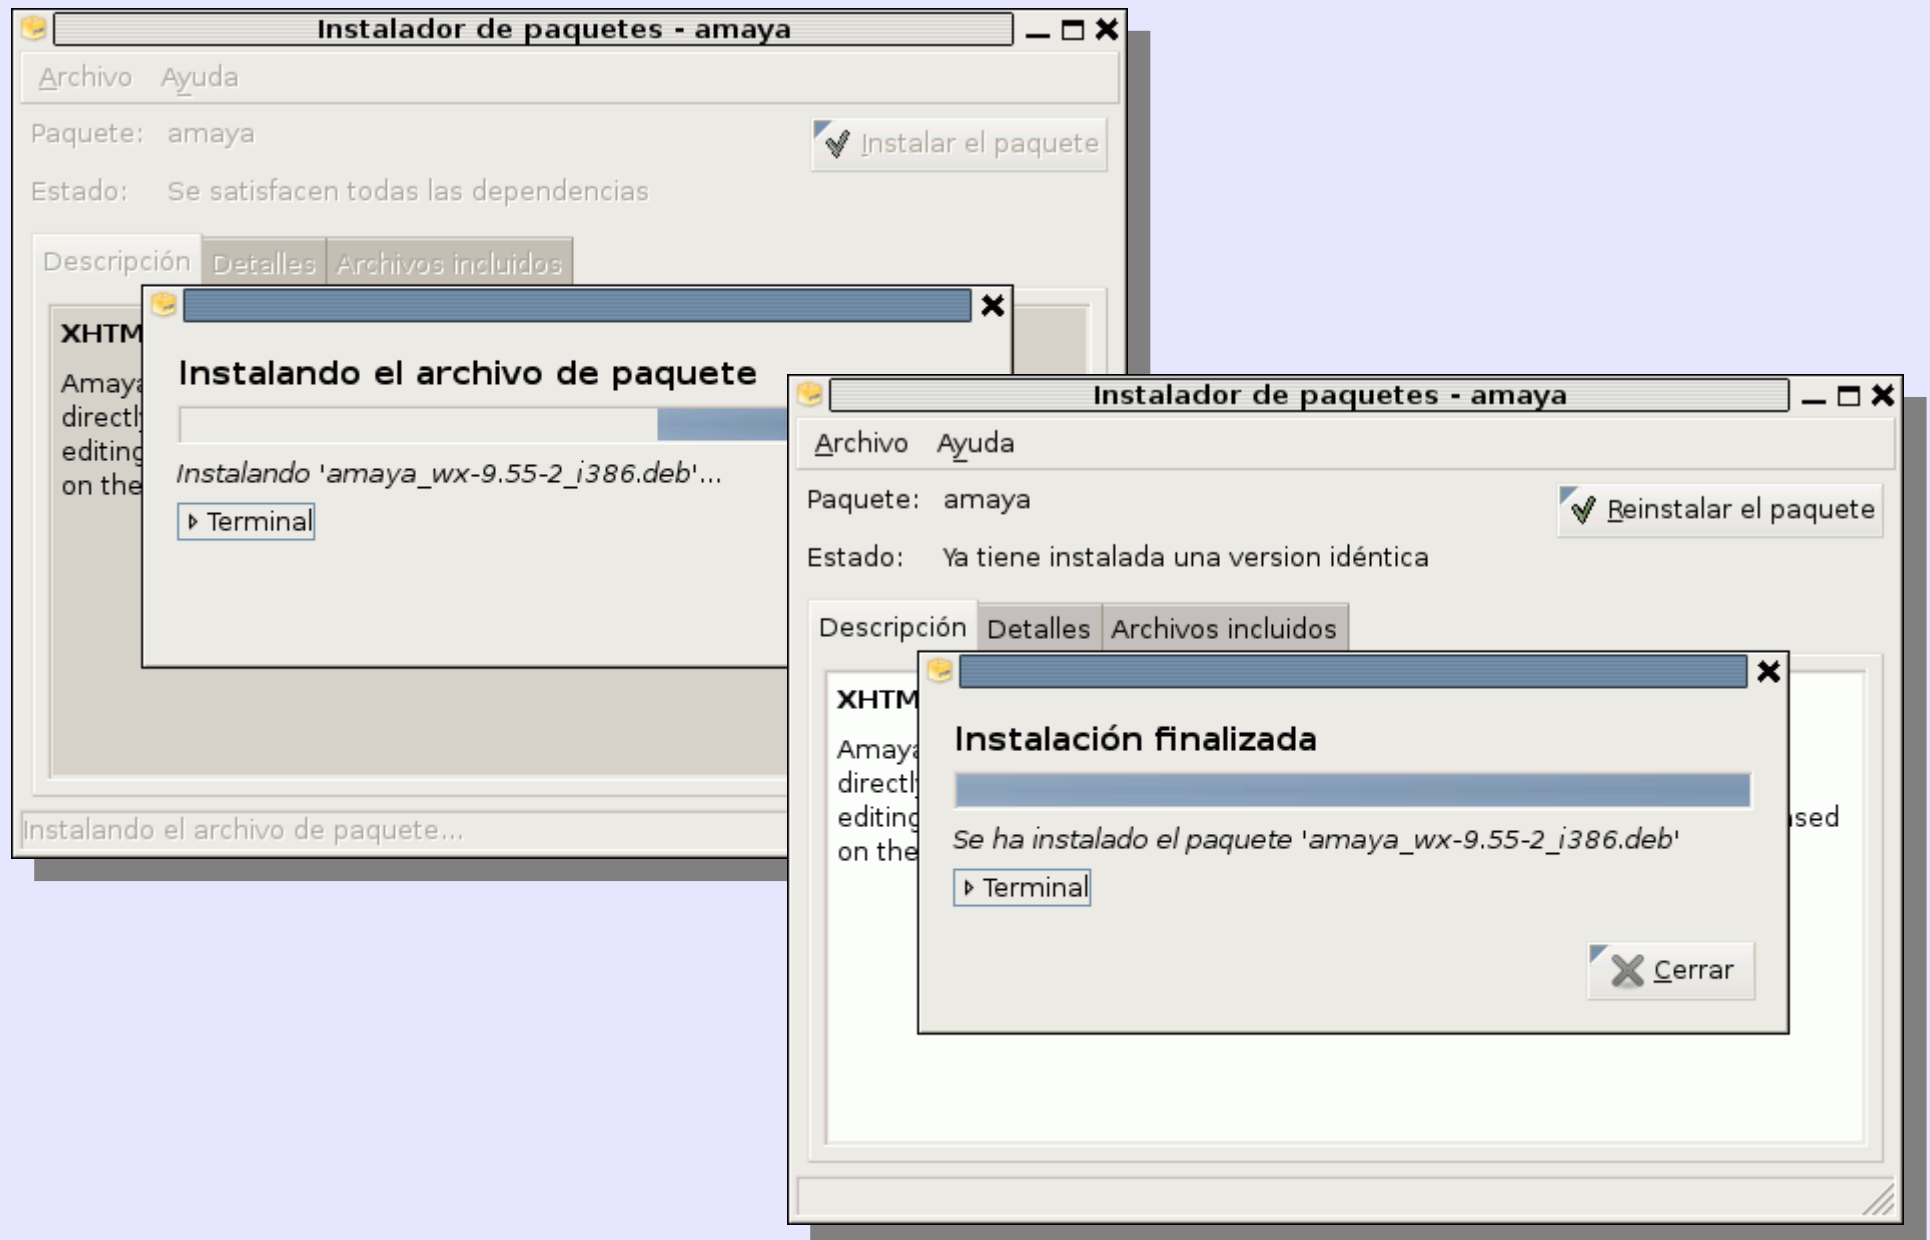 Instalador de paquetes - amaya
Archivo Ayuda
Paquete: amaya
Instalar el paquete
Estado: Se satisfacen todas las dependencias
Descripción Detalles Archivos incluidos
XHTM
Amaya
directly
editing
on the
Instalando el archivo de paquete
Instalando 'amaya_wx-9.55-2_i386.deb'...
Terminal
Instalando el archivo de paquete...
Instalador de paquetes - amaya
Archivo Ayuda
Paquete: amaya
Reinstalar el paquete
Estado: Ya tiene instalada una version idéntica
Descripción Detalles Archivos incluidos
XHTM
Amaya
directly
editing
on the
Instalación finalizada
Se ha instalado el paquete 'amaya_wx-9.55-2_i386.deb'
Terminal
Cerrar